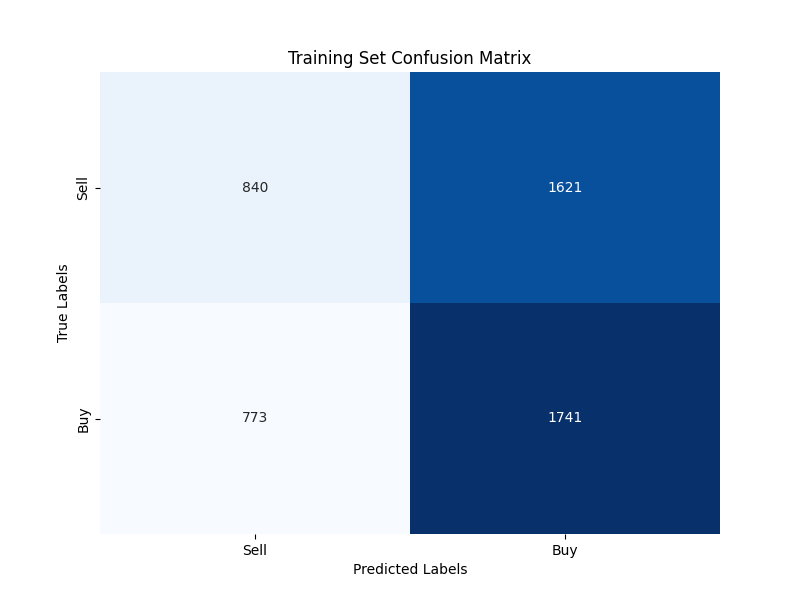 Training Set Confusion Matrix
Sell
840
1621
True Labels
Buy
773
1741
Sell
Buy
Predicted Labels